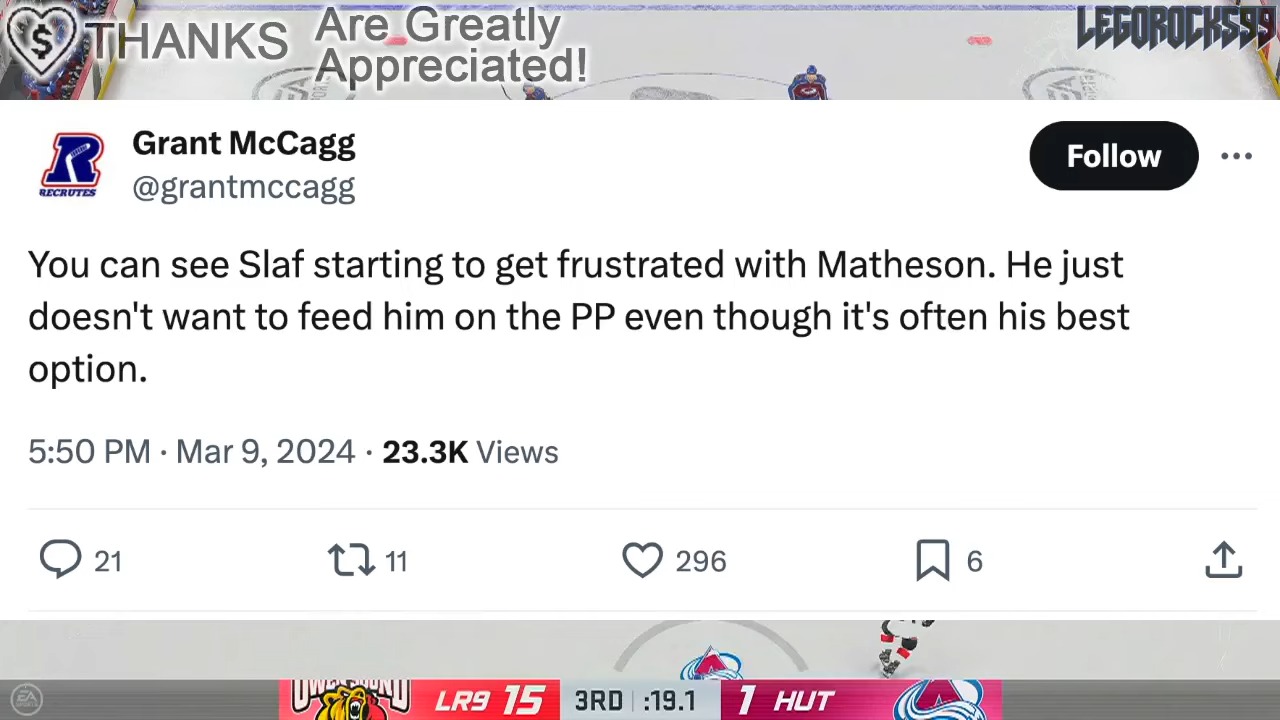 THANKS
Are Greatly
Appreciated!
LEGOROCKS99
Grant McCagg
@grantmccagg
Follow
RECRUTES
You can see Slaf starting to get frustrated with Matheson. He just
doesn't want to feed him on the PP even though it's often his best
option.
5:50 PM · Mar 9, 2024 · 23.3K Views
21
11
296
6
LR9 15
3RD :19.1
1 HUT